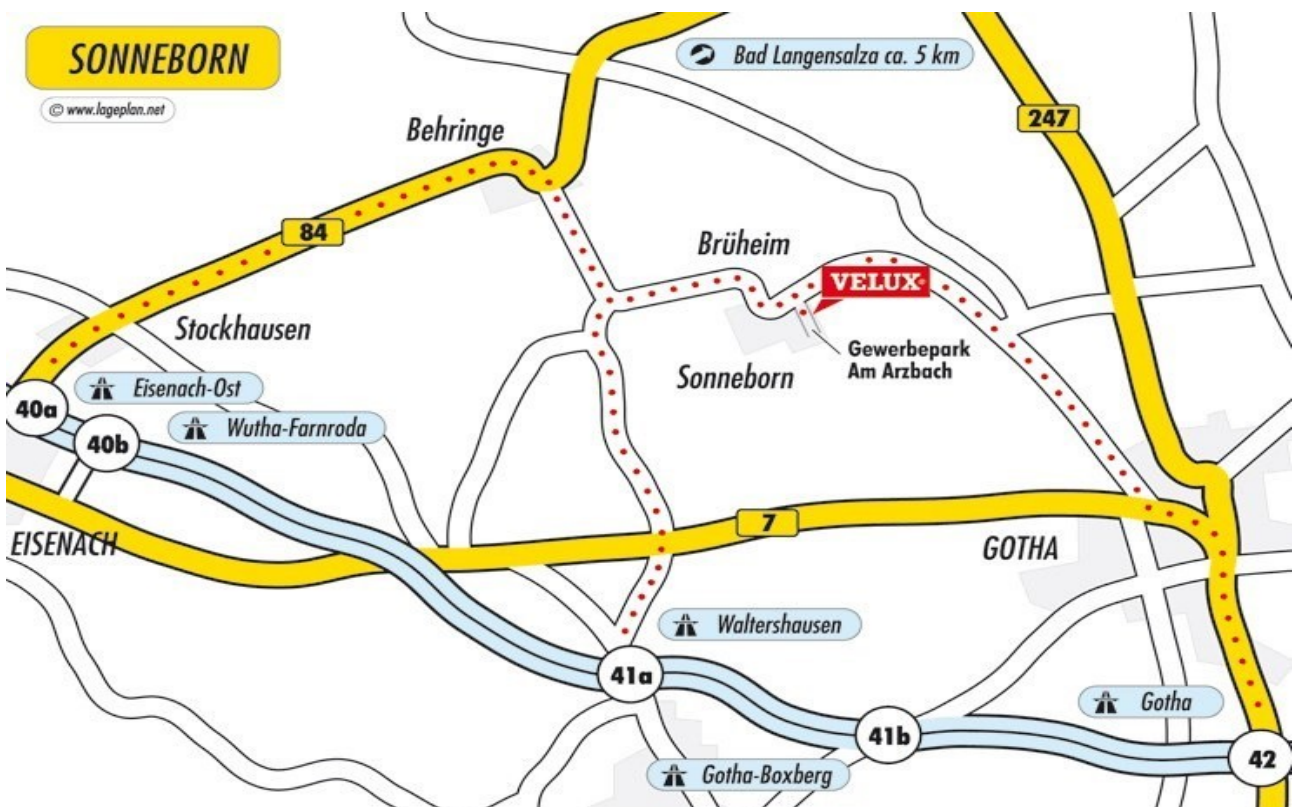 SONNEBORN
© www.lageplan.net
Bad Langensalza ca. 5 km
Behringe
247
84
Brüheim
VELUX®
Stockhausen
Gewerbepark
Am Arzbach
Sonneborn
Eisenach-Ost
40a
Wutha-Farnroda
40b
7
EISENACH
GOTHA
Waltershausen
41a
Gotha
41b
42
Gotha-Boxberg